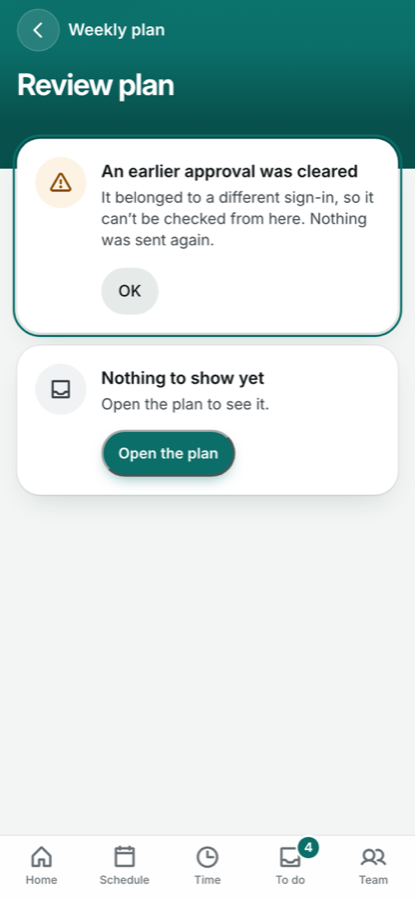 Weekly plan
Review plan
An earlier approval was cleared
It belonged to a different sign-in, so it
can’t be checked from here. Nothing
was sent again.
OK
Nothing to show yet
Open the plan to see it.
Open the plan
4
Home
Schedule
Time
To do
Team